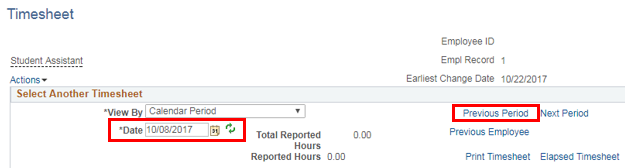 Timesheet
Employee ID
Student Assistant
Empl Record 1
Actions
Earliest Change Date 10/22/2017
Select Another Timesheet
*View By Calendar Period
Previous Period Next Period
*Date 10/08/2017
Total Reported Hours 0.00
Previous Employee
Reported Hours 0.00
Print Timesheet Elapsed Timesheet